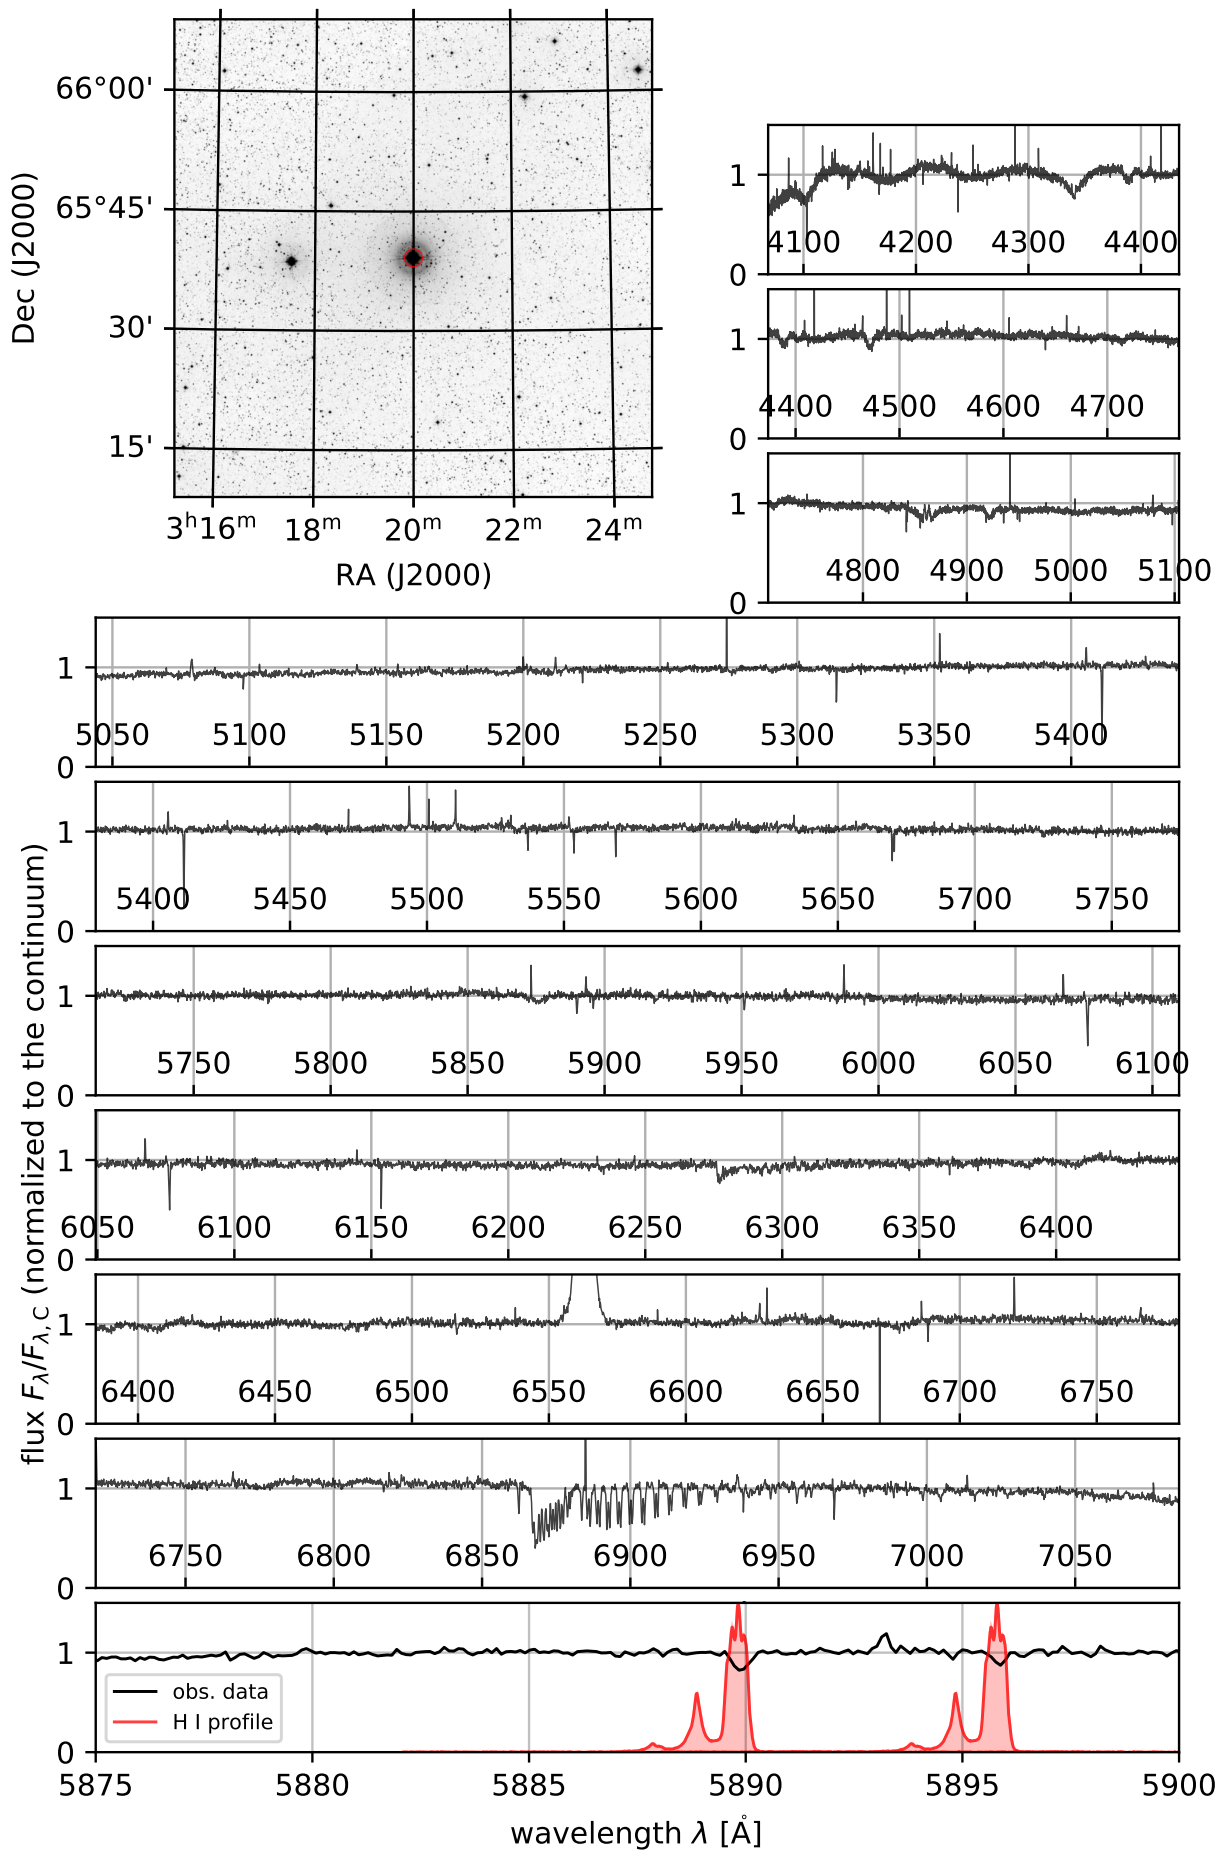 66°00'
65°45'
30'
15'
Dec (J2000)
3h16m 18m 20m 22m 24m
RA (J2000)
1
0
4100 4200 4300 4400
1
0
4400 4500 4600 4700
1
0
4800 4900 5000 5100
1
0
5050 5100 5150 5200 5250 5300 5350 5400
1
0
5400 5450 5500 5550 5600 5650 5700 5750
1
0
5750 5800 5850 5900 5950 6000 6050 6100
1
0
6050 6100 6150 6200 6250 6300 6350 6400
1
0
6400 6450 6500 6550 6600 6650 6700 6750
1
0
6750 6800 6850 6900 6950 7000 7050
1
0
obs. data
H I profile
5875 5880 5885 5890 5895 5900
wavelength λ [Å]
flux Fλ/Fλ,C (normalized to the continuum)